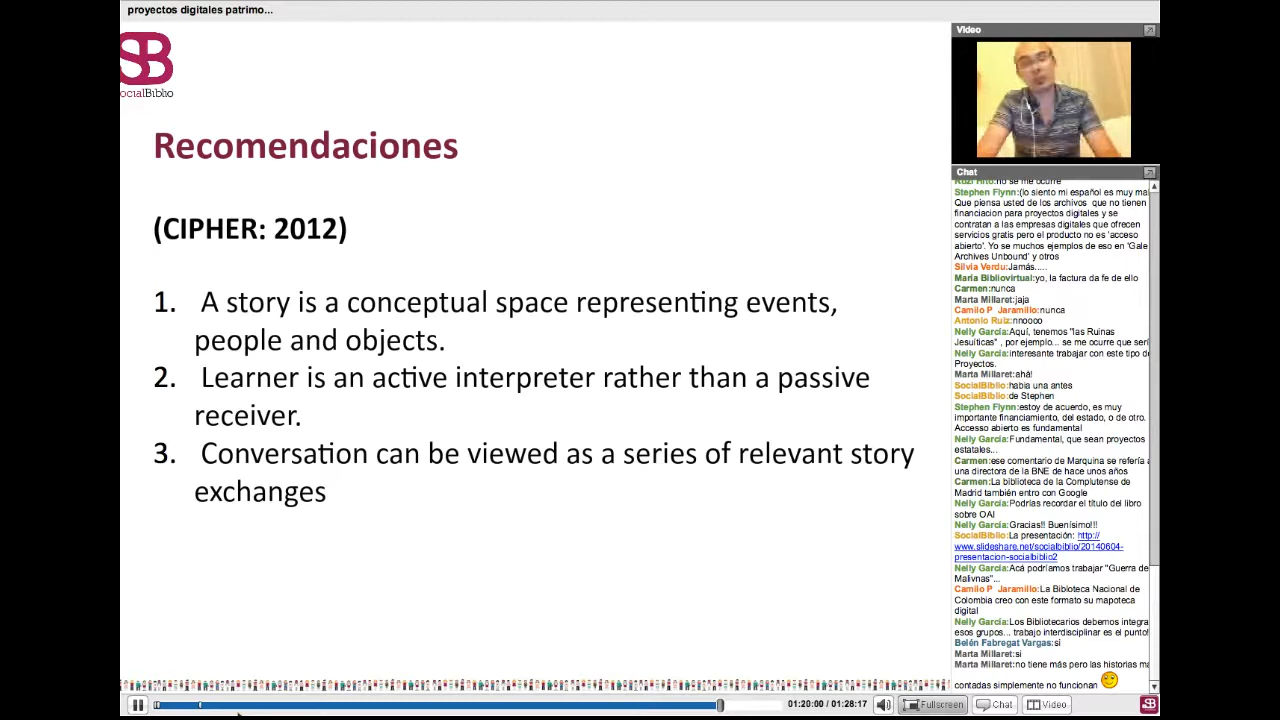 proyectos digitales patrimo...
SB
ocialBiblio
Recomendaciones
(CIPHER: 2012)
1. A story is a conceptual space representing events,
people and objects.
2. Learner is an active interpreter rather than a passive
receiver.
3. Conversation can be viewed as a series of relevant story
exchanges
Video
Chat
no se me ocurre
Stephen Flynn:(lo siento mi español es muy ma
Que piensa usted de los archivos que no tienen
financiacion para proyectos digitales y se
contratan a las empresas digitales que ofrecen
servicios gratis pero el producto no es 'acceso
abierto'. Yo se muchos ejemplos de eso en 'Gale
Archives Unbound' y otros
Silvia Verdu:Jamás.....
María Bibliovirtual:yo, la factura da fe de ello
Carmen:nunca
Marta Millaret:jaja
Camilo P Jaramillo:nunca
Antonio Ruiz:nnoooo
Nelly García:Aquí, tenemos "las Ruinas
Jesuíticas" , por ejemplo... se me ocurre que serí
Nelly García:interesante trabajar con este tipo d
Proyectos.
Marta Millaret:ahá!
SocialBiblio:habia una antes
SocialBiblio:de Stephen
Stephen Flynn:estoy de acuerdo, es muy
importante financiamiento, del estado, o de otro.
Accesso abierto es fundamental
Nelly García:Fundamental, que sean proyectos
estatales...
Carmen:ese comentario de Marquina se refería a
una directora de la BNE de hace unos años
Carmen:La biblioteca de la Complutense de
Madrid también entro con Google
Nelly García:Podrías recordar el título del libro
sobre OAI
Nelly García:Gracias!! Buenísimo!!!
SocialBiblio:La presentación: http://
www.slideshare.net/socialbiblio/20140604-
presentacion-socialbiblio2
Nelly García:Acá podríamos trabajar "Guerra de
Malivnas"...
Camilo P Jaramillo:La Bibloteca Nacional de
Colombia creo con este formato su mapoteca
digital
Nelly García:Los Bibliotecarios debemos integra
esos grupos... trabajo interdisciplinar es el punto!
Belén Fabregat Vargas:si
Marta Millaret:si
Marta Millaret:no tiene más pero las historias ma
contadas simplemente no funcionan
01:20:00 / 01:28:17
Fullscreen
Chat
Video
SB